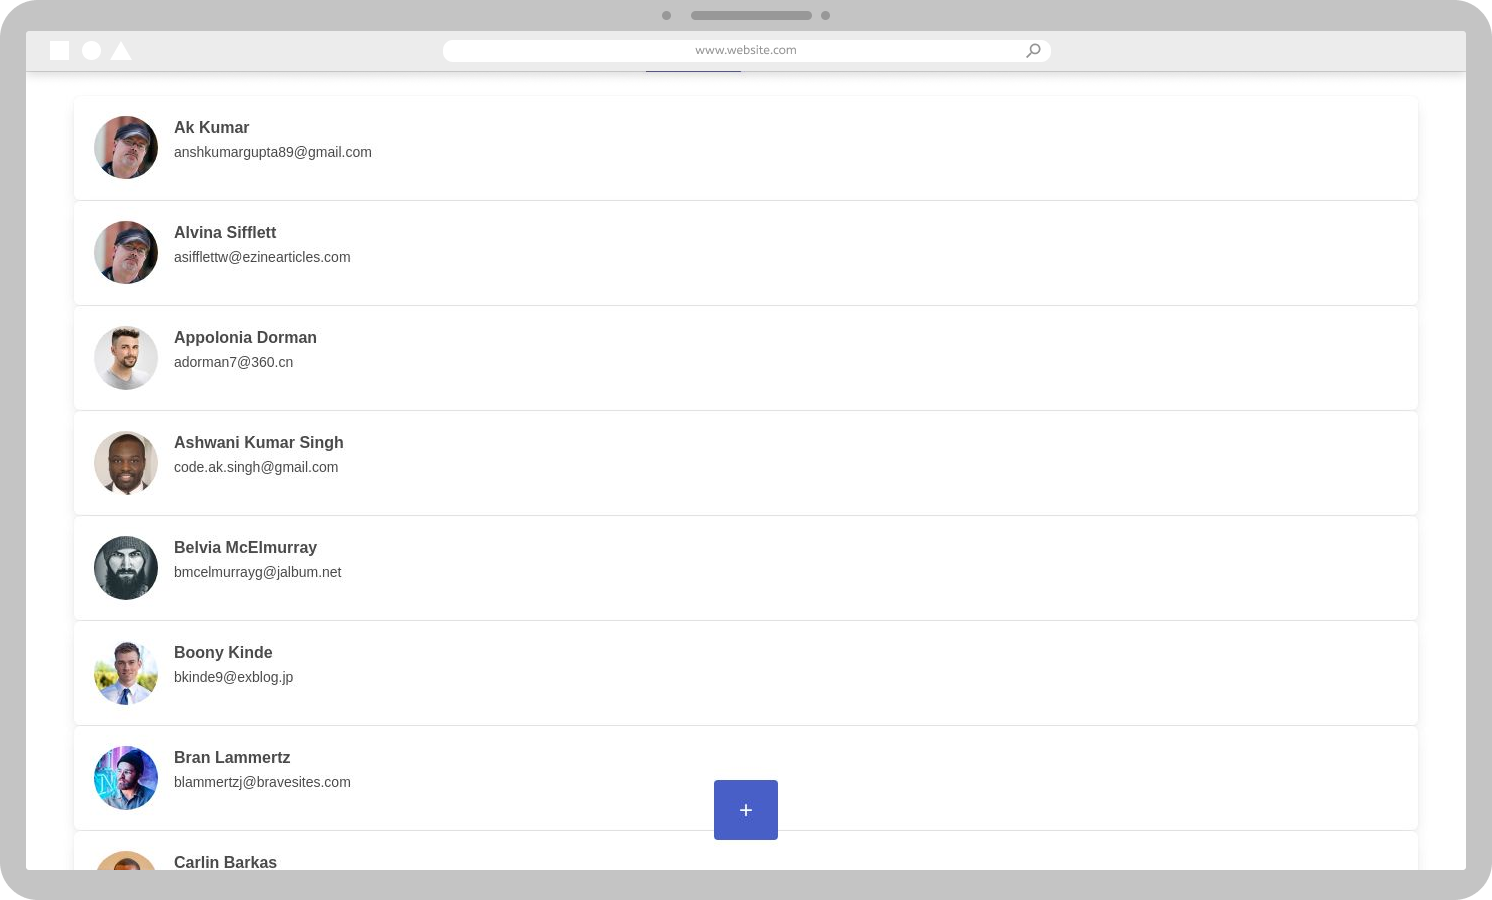 www.website.com
Ak Kumar
anshkumargupta89@gmail.com
Alvina Sifflett
asifflettw@ezinearticles.com
Appolonia Dorman
adorman7@360.cn
Ashwani Kumar Singh
code.ak.singh@gmail.com
Belvia McElmurray
bmcelmurrayg@jalbum.net
Boony Kinde
bkinde9@exblog.jp
Bran Lammertz
blammertzj@bravesites.com
+
Carlin Barkas